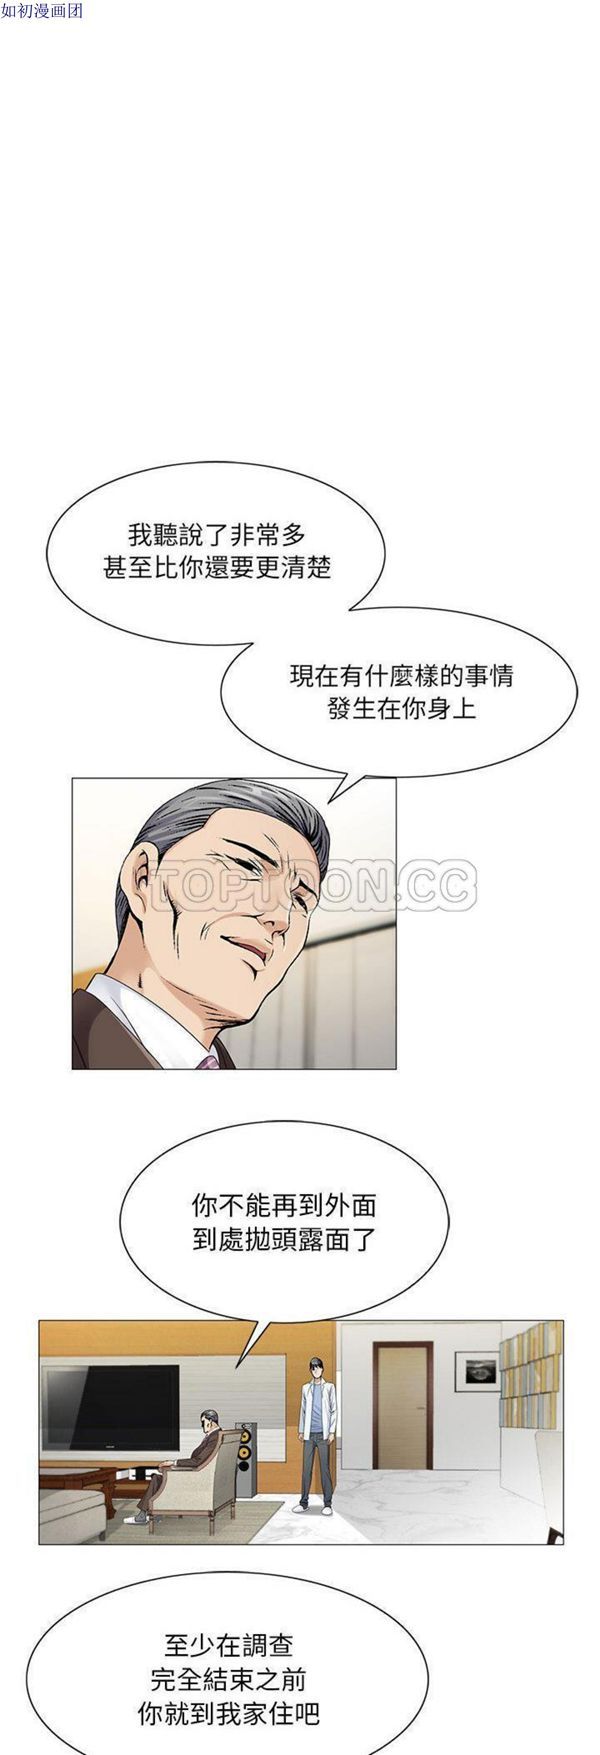 如初漫画团
我聽說了非常多
甚至比你還要更清楚
現在有什麼樣的事情
發生在你身上
TOPTOON.CC
你不能再到外面
到處拋頭露面了
至少在調查
完全結束之前
你就到我家住吧